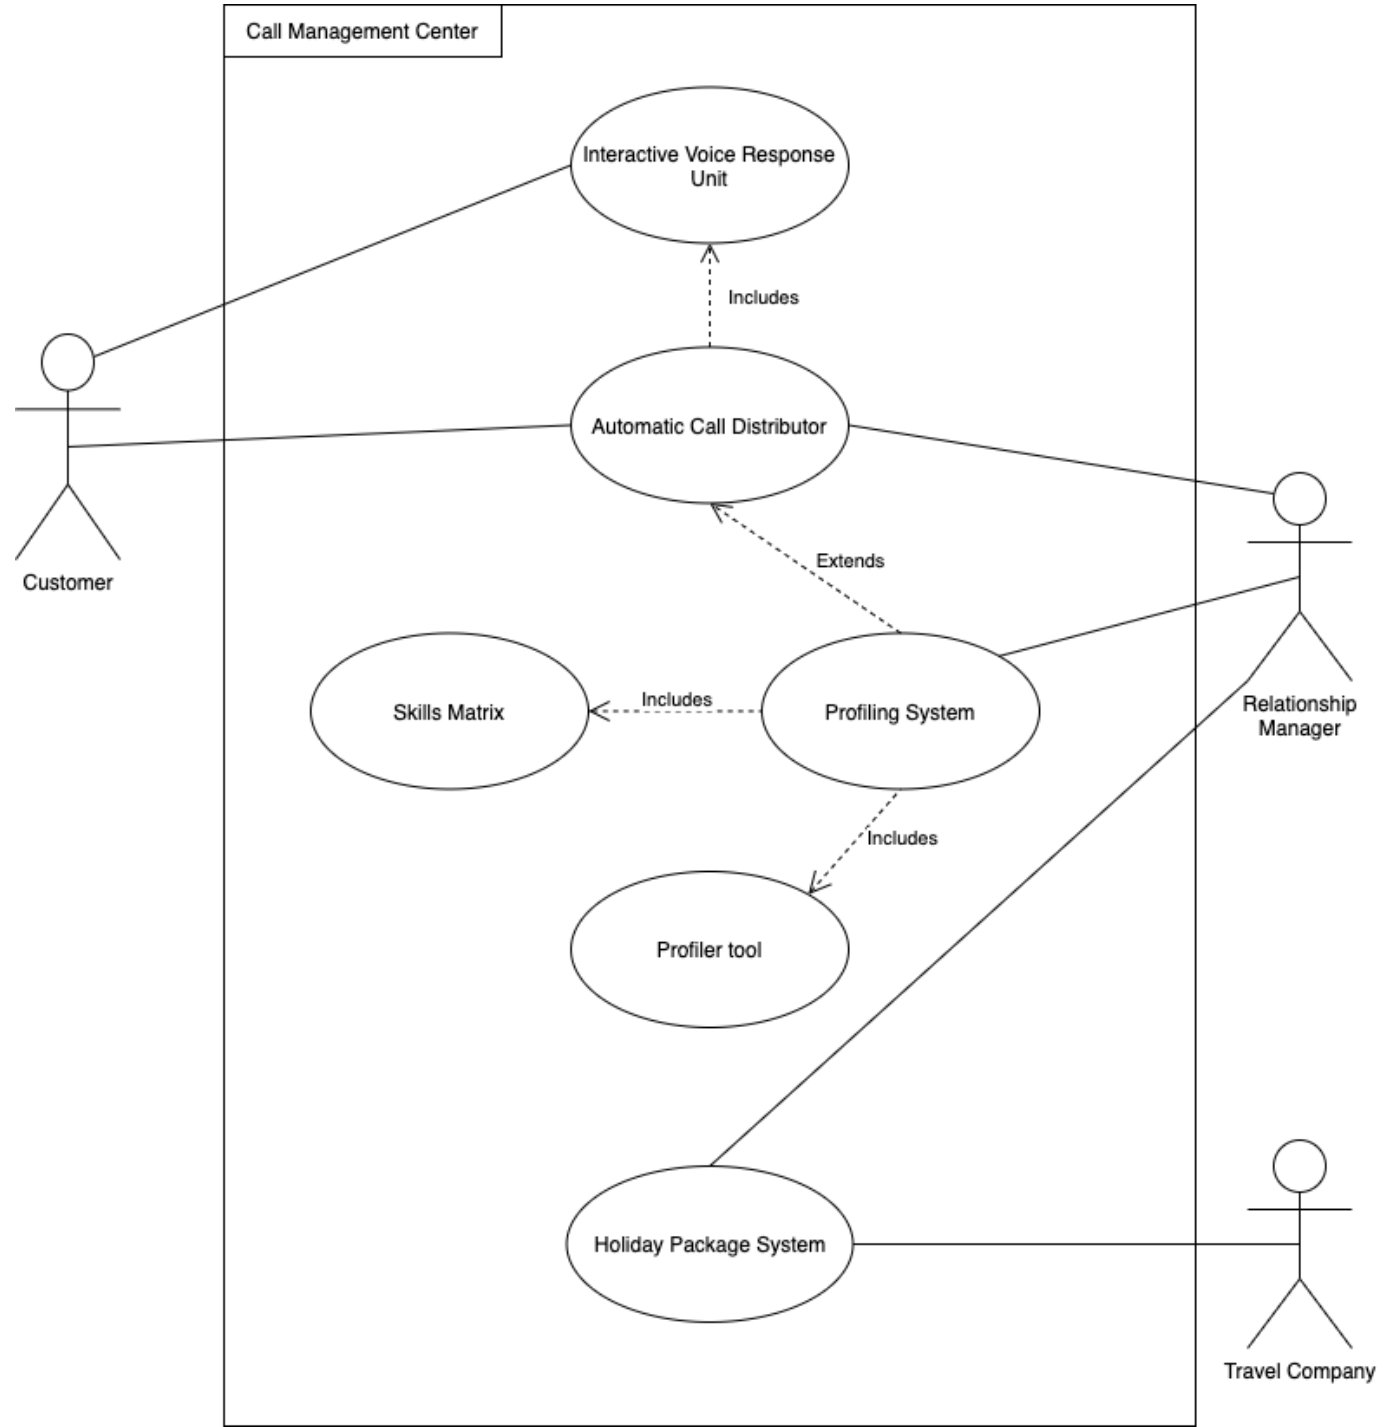 Call Management Center
Interactive Voice Response
Unit
Includes
Automatic Call Distributor
Extends
Customer
Skills Matrix
Includes
Profiling System
Relationship
Manager
Includes
Profiler tool
Holiday Package System
Travel Company